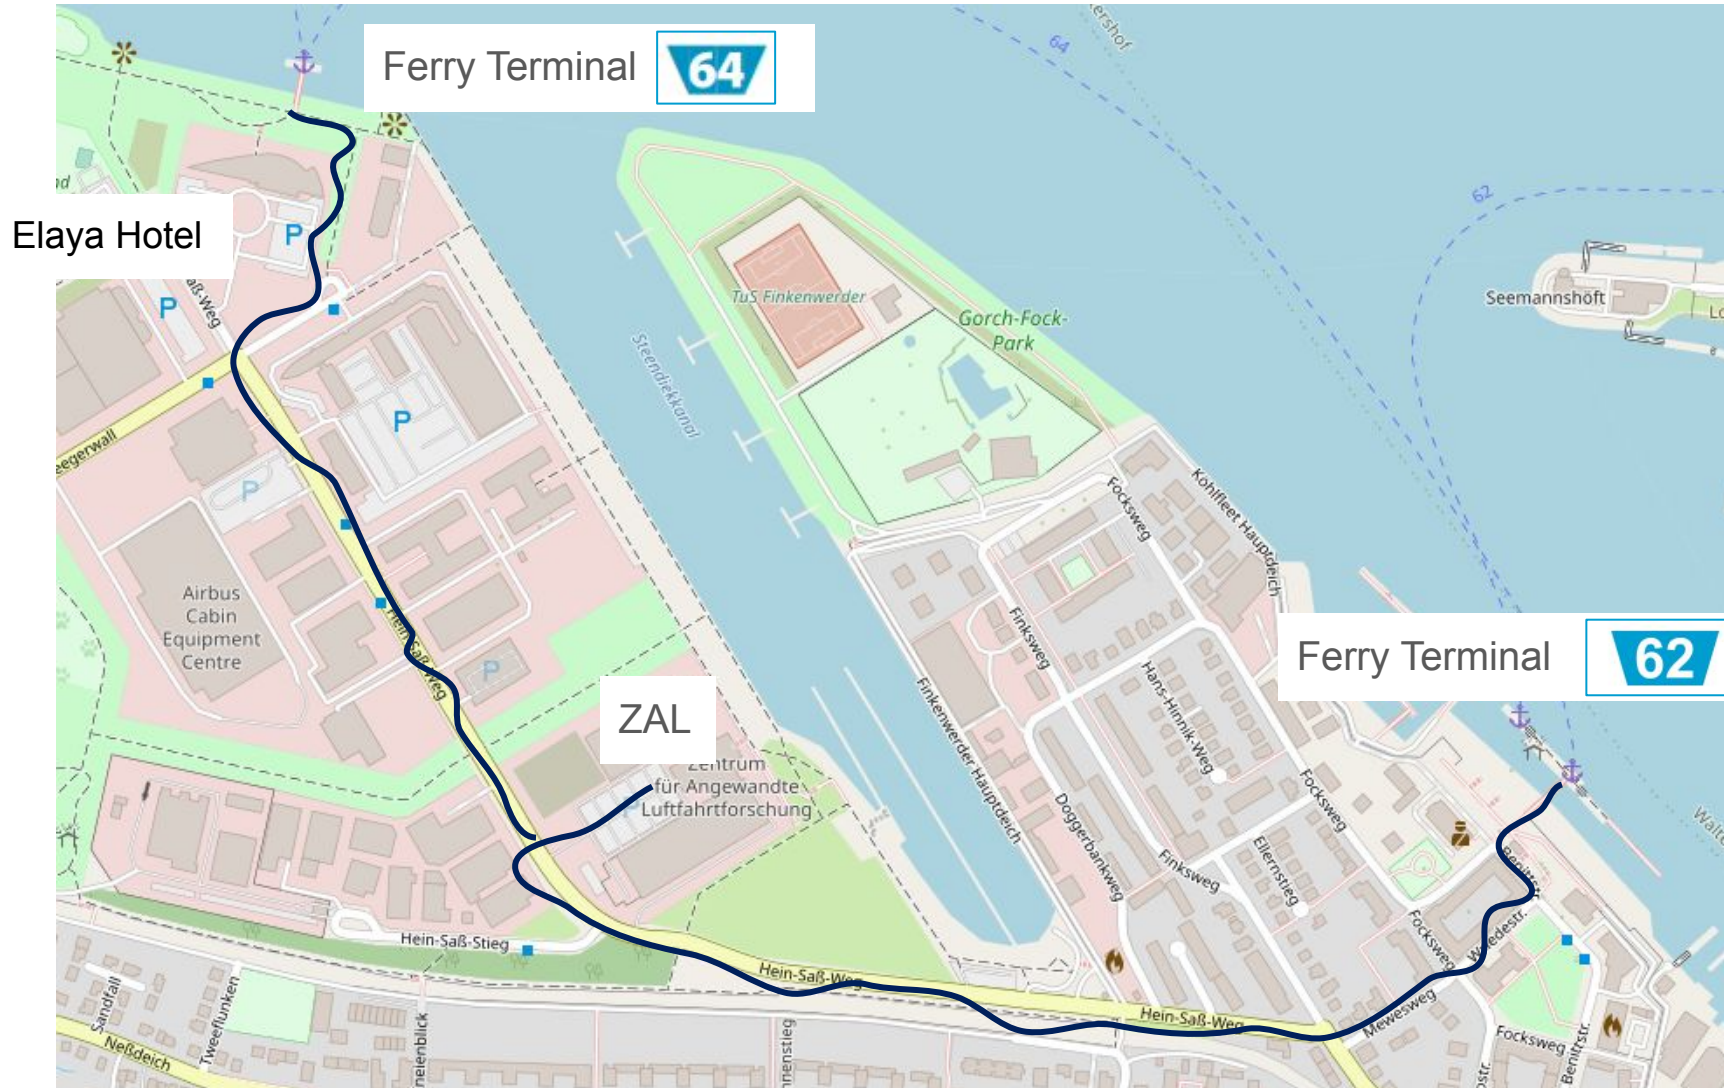 Ferry Terminal 64
64
Elaya Hotel
P
P
TuS Finkenwerder
Gorch-Fock-
Park
62
Seemannshöft
Steendiekkanal
P
P
Airbus
Cabin
Equipment
Centre
Hein-Saß-Weg
P
Focksweg
Kohlfleet Hauptdeich
Finksweg
Hans-Hinnik-Weg
Ferry Terminal 62
ZAL
Zentrum
für Angewandte
Luftfahrtforschung
Finkenwerder Hauptdeich
Doggerbankweg
Finksweg
Ellernstieg
Focksweg
Focksweg
Hein-Saß-Stieg
Hein-Saß-Weg
Hein-Saß-Weg
Mewesweg
Focksweg
Benittstr.
Sandfall
Tweeflunken
Neßdeich